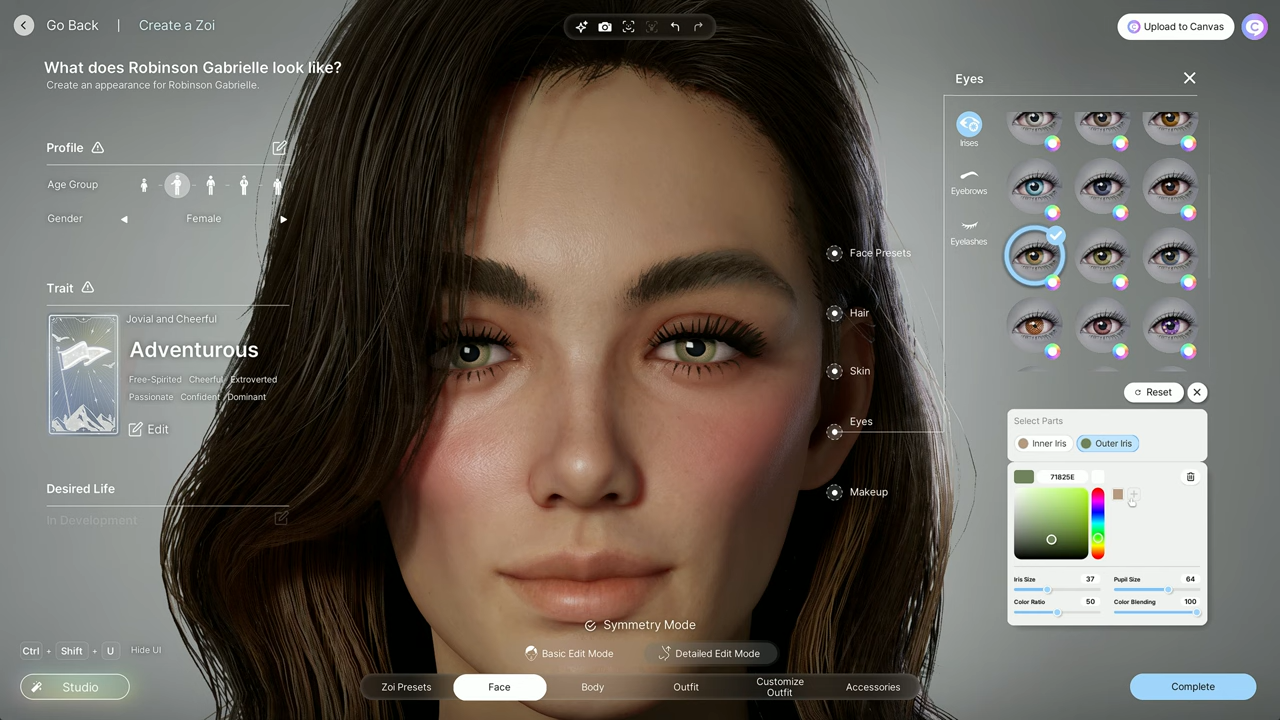 Go Back | Create a Zoi
Upload to Canvas
What does Robinson Gabrielle look like?
Create an appearance for Robinson Gabrielle.
Profile
Age Group
Gender
Female
Trait
Jovial and Cheerful
Adventurous
Free-Spirited Cheerful Extroverted
Passionate Confident Dominant
Edit
Desired Life
In Development
Ctrl + Shift + U Hide UI
Studio
Face Presets
Hair
Skin
Eyes
Makeup
Eyes
Irises
Eyebrows
Eyelashes
Reset
Select Parts
Inner Iris Outer Iris
71825E
Iris Size 37 Pupil Size 64
Color Ratio 50 Color Blending 100
Symmetry Mode
Basic Edit Mode Detailed Edit Mode
Zoi Presets
Face
Body
Outfit
Customize
Outfit
Accessories
Complete